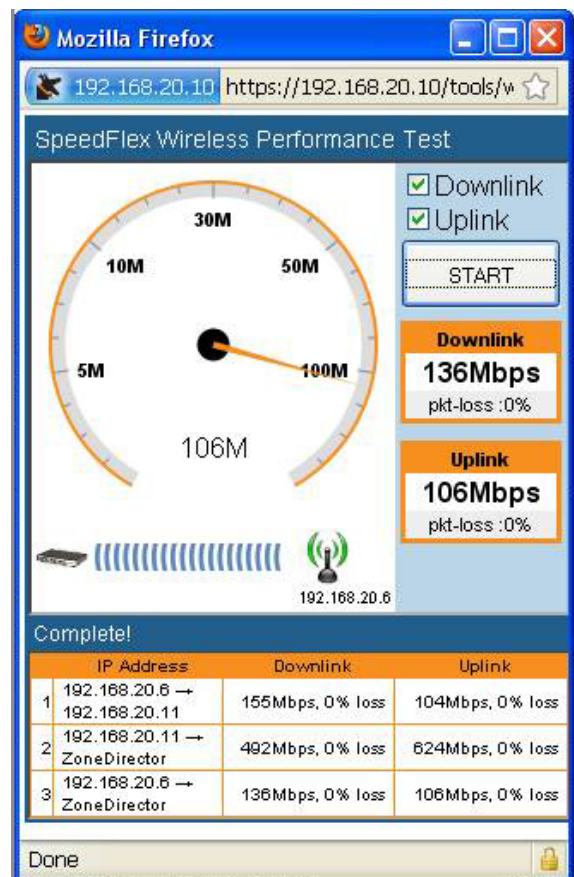 Mozilla Firefox
192.168.20.10 https://192.168.20.10/tools/w
SpeedFlex Wireless Performance Test
Downlink
Uplink
START
30M
10M
50M
5M
100M
106M
Downlink
136Mbps
pkt-loss :0%
Uplink
106Mbps
pkt-loss :0%
192.168.20.6
Complete!
IP Address Downlink Uplink
1 192.168.20.6 → 155Mbps, 0% loss 104Mbps, 0% loss
192.168.20.11
2 192.168.20.11 → 492Mbps, 0% loss 624Mbps, 0% loss
ZoneDirector
3 192.168.20.6 → 136Mbps, 0% loss 106Mbps, 0% loss
ZoneDirector
Done